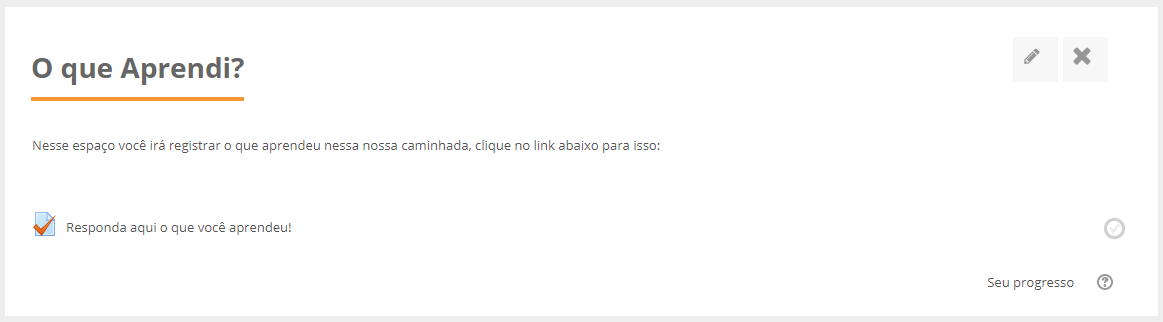 O que Aprendi?
Nesse espaço você irá registrar o que aprendeu nessa nossa caminhada, clique no link abaixo para isso:
Responda aqui o que você aprendeu!
Seu progresso